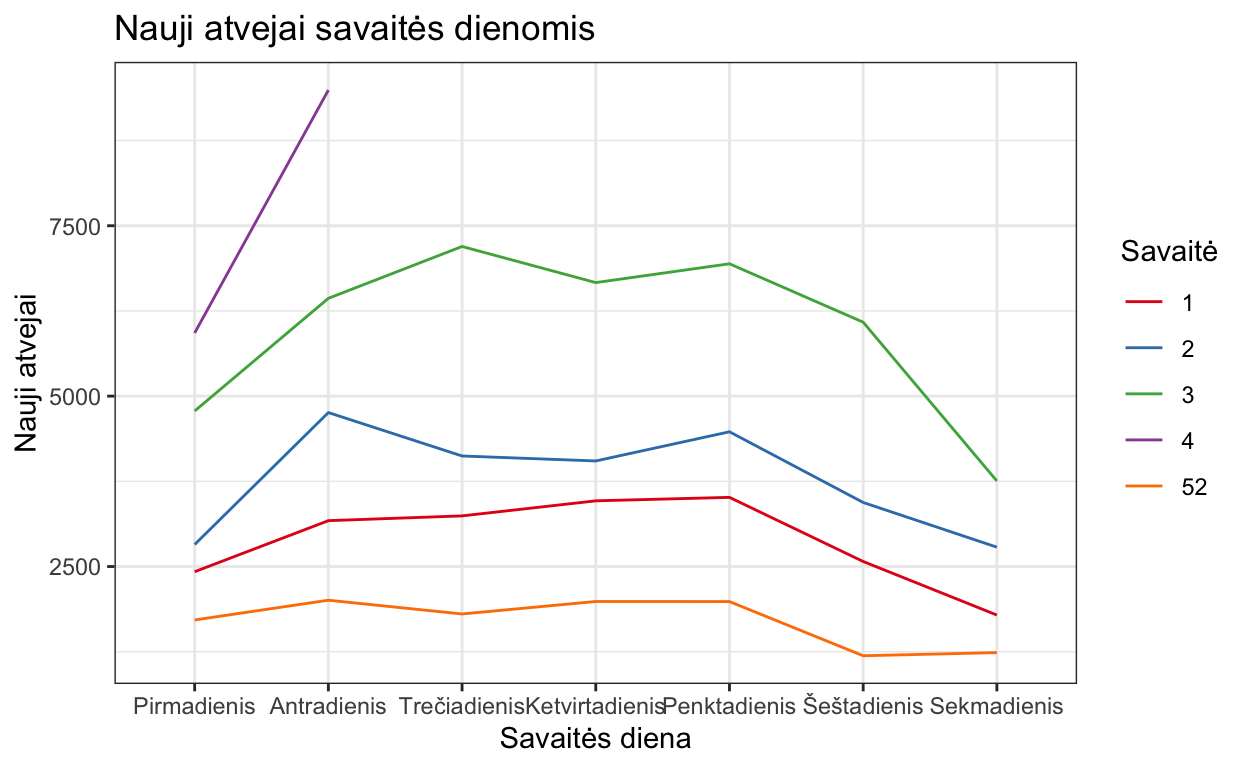 Nauji atvejai savaitės dienomis
Nauji atvejai
7500
5000
2500
Pirmadienis Antradienis Trečiadienis Ketvirtadienis Penktadienis Šeštadienis Sekmadienis
Savaitės diena
Savaitė
1
2
3
4
52